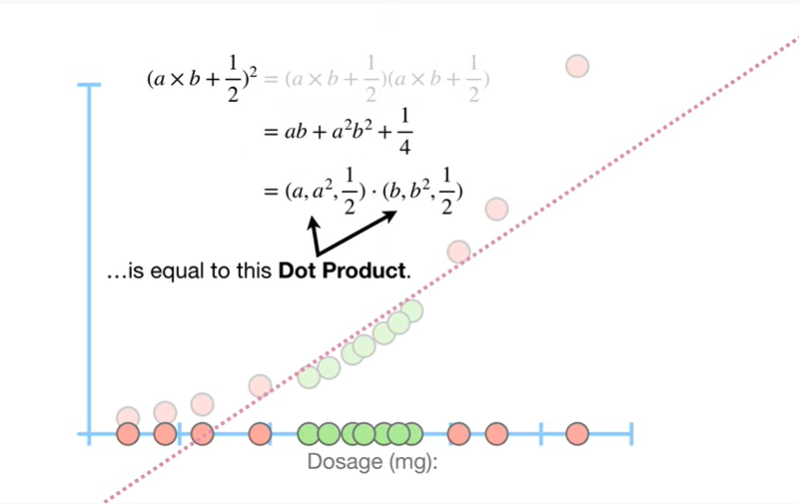 (a × b + 1/2)² = (a × b + 1/2)(a × b + 1/2)
= ab + a²b² + 1/4
= (a, a², 1/2) · (b, b², 1/2)
...is equal to this Dot Product.
Dosage (mg):